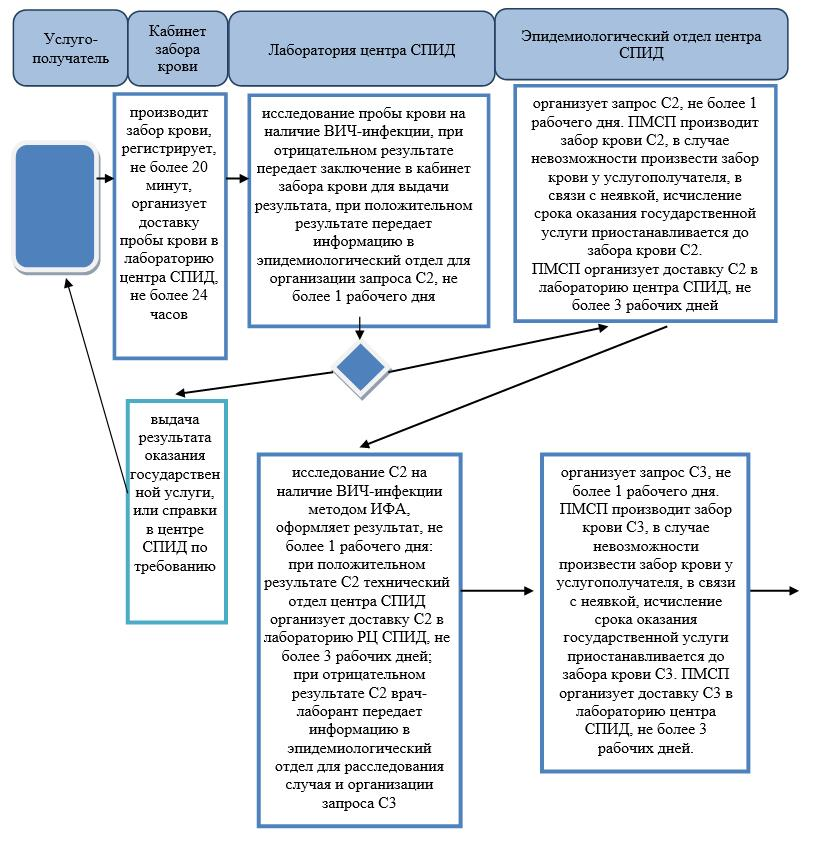 Услуго-
получатель
Кабинет
забора
крови
Лаборатория центра СПИД
Эпидемиологический отдел центра
СПИД
производит
забор крови,
регистрирует,
не более 20
минут,
организует
доставку
пробы крови в
лабораторию
центра СПИД,
не более 24
часов
исследование пробы крови на
наличие ВИЧ-инфекции, при
отрицательном результате
передает заключение в кабинет
забора крови для выдачи
результата, при положительном
результате передает
информацию в
эпидемиологический отдел для
организации запроса С2, не
более 1 рабочего дня
организует запрос С2, не более 1
рабочего дня. ПМСП производит
забор крови С2, в случае
невозможности произвести забор
крови у услугополучателя, в
связи с неявкой, исчисление
срока оказания государственной
услуги приостанавливается до
забора крови С2.
ПМСП организует доставку С2 в
лабораторию центра СПИД, не
более 3 рабочих дней
выдача
результата
оказания
государствен
ной услуги,
или справки
в центре
СПИД по
требованию
исследование С2 на
наличие ВИЧ-инфекции
методом ИФА,
оформляет результат, не
более 1 рабочего дня:
при положительном
результате С2 технический
отдел центра СПИД
организует доставку С2 в
лабораторию РЦ СПИД, не
более 3 рабочих дней;
при отрицательном
результате С2 врач-
лаборант передает
информацию в
эпидемиологический
отдел для расследования
случая и организации
запроса С3
организует запрос С3, не
более 1 рабочего дня.
ПМСП производит забор
крови С3, в случае
невозможности
произвести забор крови у
услугополучателя, в связи
с неявкой, исчисление
срока оказания
государственной услуги
приостанавливается до
забора крови С3. ПМСП
организует доставку С3 в
лабораторию центра
СПИД, не более 3
рабочих дней.